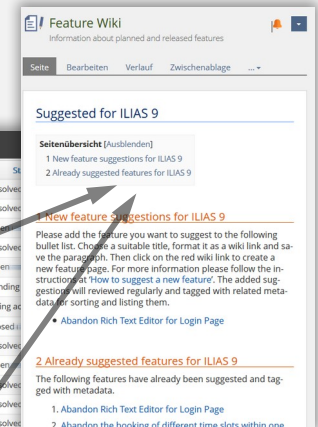 Feature Wiki
Information about planned and released features
Seite Bearbeiten Verlauf Zwischenablage ...
Suggested for ILIAS 9
Seitenübersicht [Ausblenden]
1 New feature suggestions for ILIAS 9
2 Already suggested features for ILIAS 9
1 New feature suggestions for ILIAS 9
Please add the feature you want to suggest to the following
bullet list. Choose a suitable title, format it as a wiki link and sa-
ve the paragraph. Then click on the red wiki link to create a
new feature page. For more information please follow the in-
structions at 'How to suggest a new feature'. The added sug-
gestions will reviewed regularly and tagged with related meta-
data for sorting and listing them.
• Abandon Rich Text Editor for Login Page
2 Already suggested features for ILIAS 9
The following features have already been suggested and tag-
ged with metadata.
1. Abandon Rich Text Editor for Login Page
2. Abandon the booking of different time slots within one